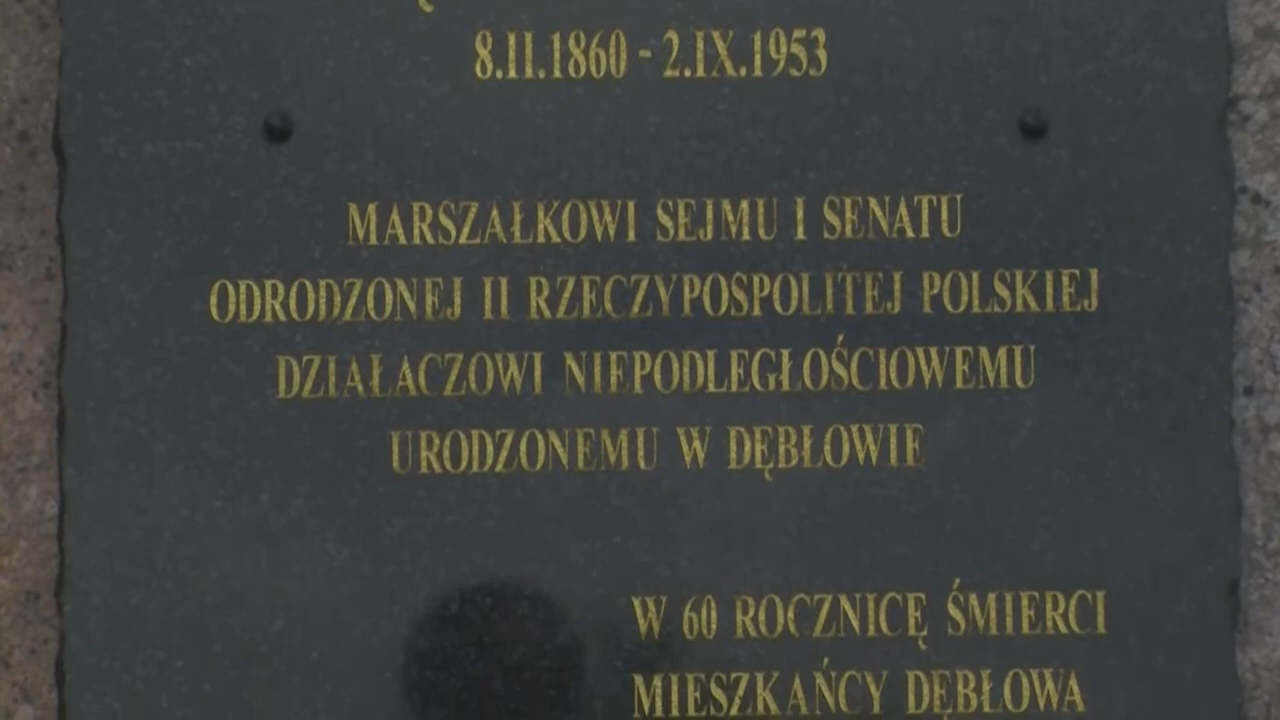 8.II.1860 - 2.IX.1953
MARSZAŁKOWI SEJMU I SENATU
ODRODZONEJ II RZECZYPOSPOLITEJ POLSKIEJ
DZIAŁACZOWI NIEPODLEGŁOŚCIOWEMU
URODZONEMU W DĘBŁOWIE
W 60 ROCZNICĘ ŚMIERCI
MIESZKAŃCY DĘBŁOWA